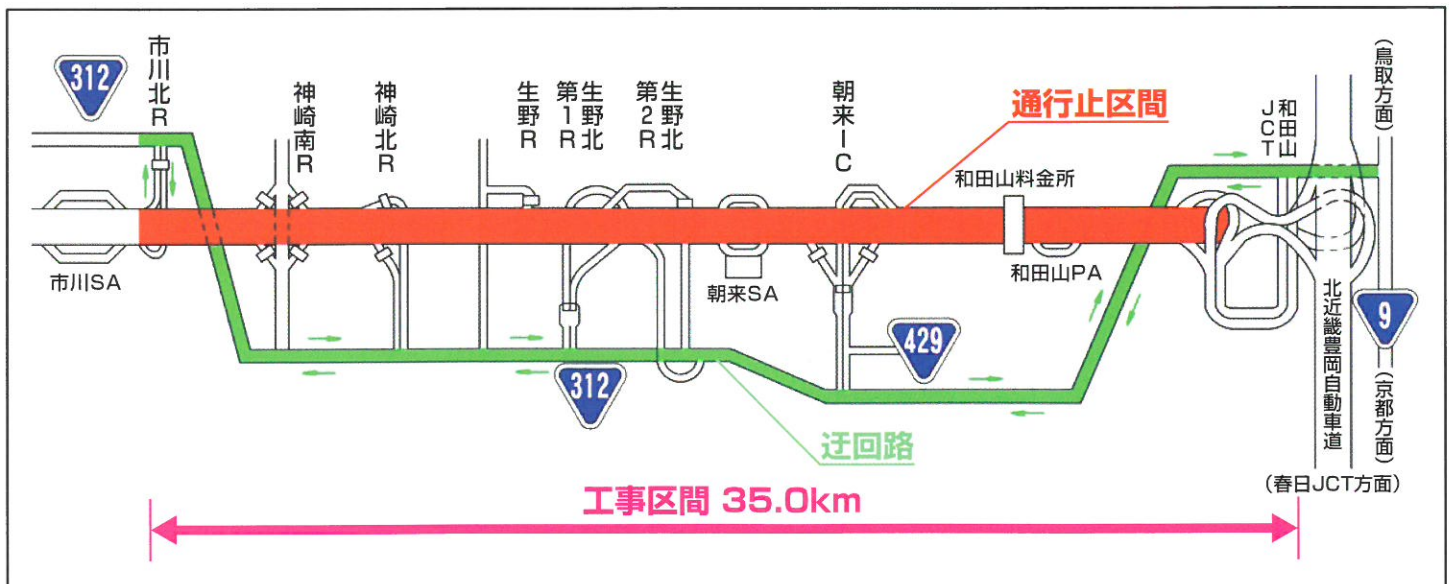 312
市川北R
神崎南R
神崎北R
生野R
生野北
第1R
生野北
第2R
朝来IC
通行止区間
和田山料金所
和田山
JCT
(鳥取方面)
市川SA
朝来SA
和田山PA
北近畿豊岡自動車道
9
429
312
迂回路
(京都方面)
(春日JCT方面)
工事区間 35.0km